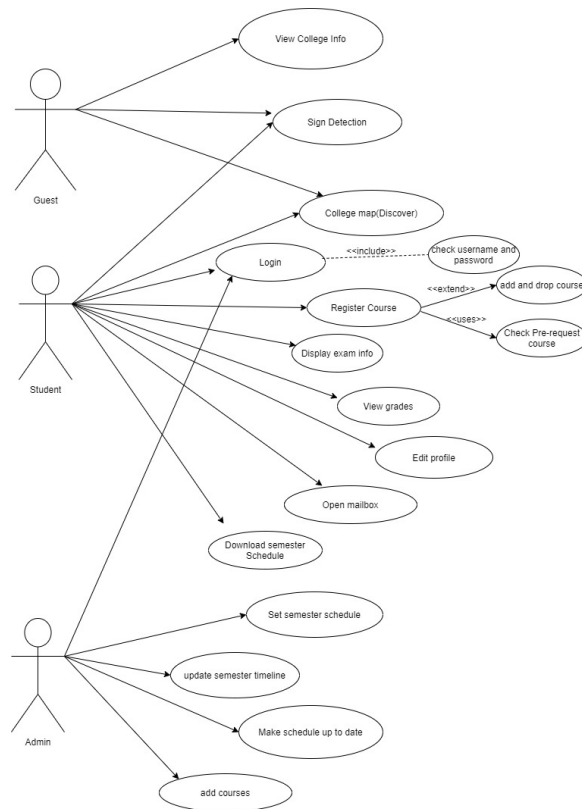 View College Info
Sign Detection
Guest
College map(Discover)
<<include>>
check username and
password
Login
<<extend>>
add and drop course
Register Course
<<uses>>
Check Pre-request
course
Display exam info
Student
View grades
Edit profile
Open mailbox
Download semester
Schedule
Set semester schedule
update semester timeline
Make schedule up to date
Admin
add courses